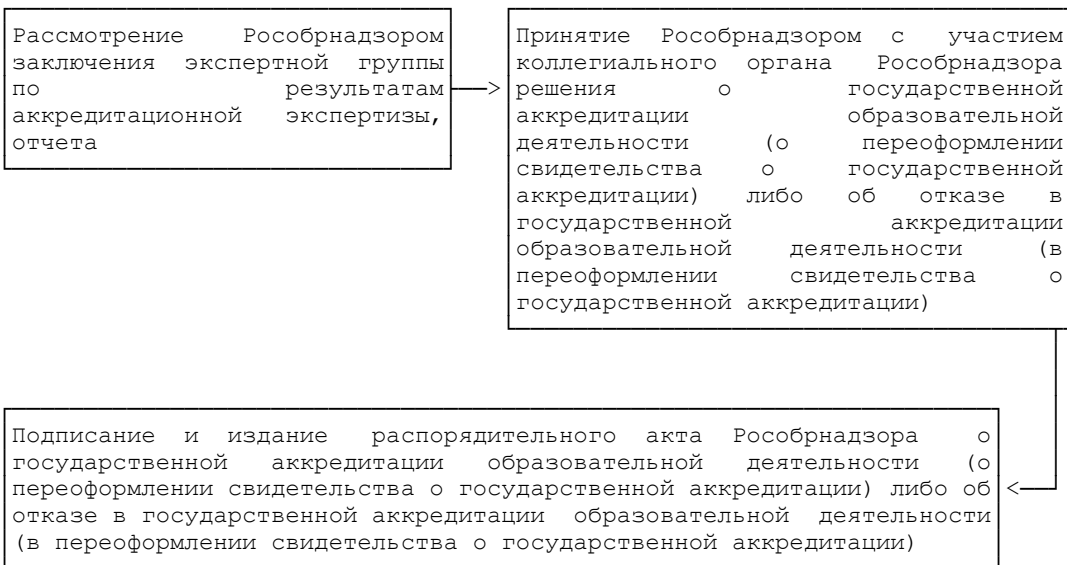 Рассмотрение Рособрнадзором
заключения экспертной группы
по результатам
аккредитационной экспертизы,
отчета
Принятие Рособрнадзором с участием
коллегиального органа Рособрнадзора
решения о государственной
аккредитации образовательной
деятельности (о переоформлении
свидетельства о государственной
аккредитации) либо об отказе в
государственной аккредитации
образовательной деятельности (в
переоформлении свидетельства о
государственной аккредитации)
Подписание и издание распорядительного акта Рособрнадзора о
государственной аккредитации образовательной деятельности (о
переоформлении свидетельства о государственной аккредитации) либо об
отказе в государственной аккредитации образовательной деятельности
(в переоформлении свидетельства о государственной аккредитации)